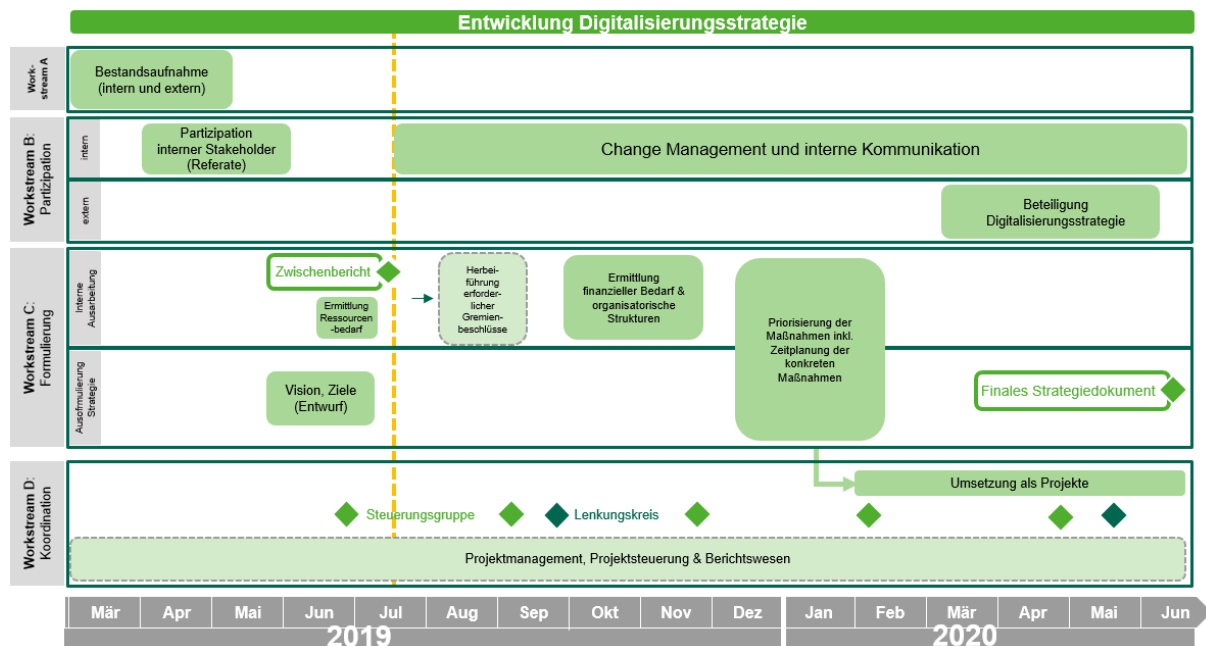 Entwicklung Digitalisierungsstrategie
Work-
stream A
Bestandsaufnahme
(intern und extern)
Workstream B:
Partizipation
intern
Partizipation
interner Stakeholder
(Referate)
Change Management und interne Kommunikation
extern
Beteiligung
Digitalisierungsstrategie
Workstream C:
Formulierung
Interne
Ausarbeitung
Zwischenbericht
Ermittlung
Ressourcen
-bedarf
Herbei-
führung
erforder-
licher
Gremien-
beschlüsse
Ermittlung
finanzieller Bedarf &
organisatorische
Strukturen
Priorisierung der
Maßnahmen inkl.
Zeitplanung der
konkreten
Maßnahmen
Ausofrmulierung
Strategie
Vision, Ziele
(Entwurf)
Finales Strategiedokument
Workstream D:
Koordination
Umsetzung als Projekte
Steuerungsgruppe
Lenkungskreis
Projektmanagement, Projektsteuerung & Berichtswesen
Mär Apr Mai Jun Jul Aug Sep Okt Nov Dez Jan Feb Mär Apr Mai Jun
2019 2020